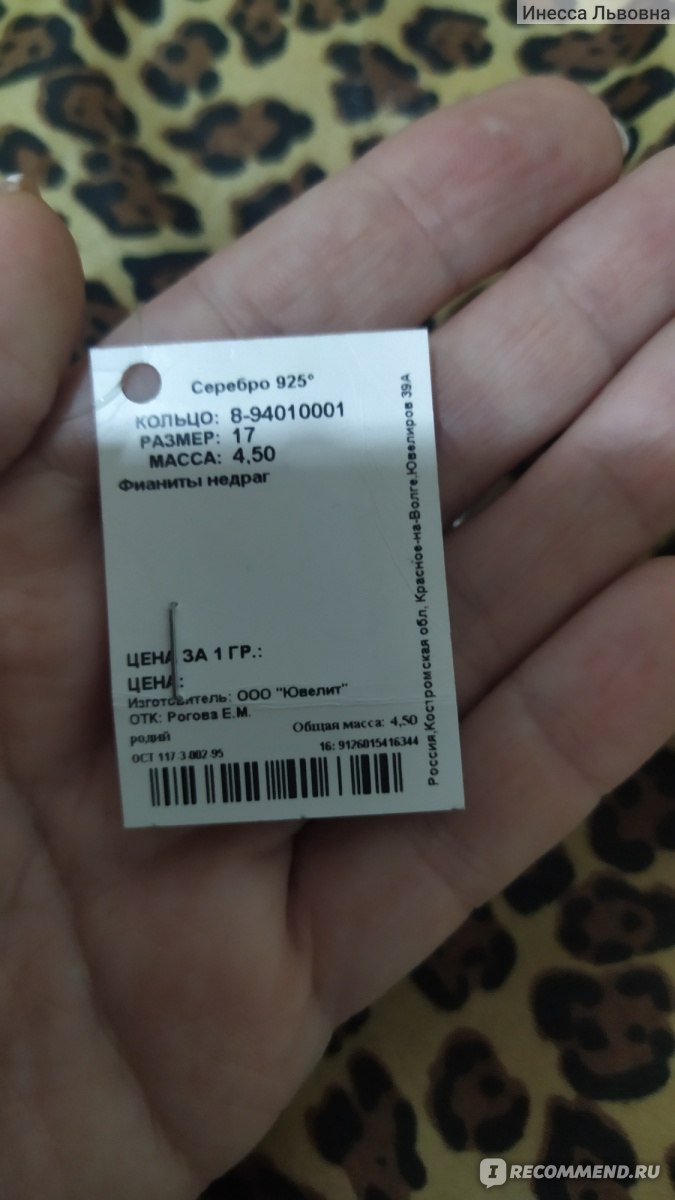 Инесса Львовна
Серебро 925°
КОЛЬЦО: 8-94010001
РАЗМЕР: 17
МАССА: 4,50
Фианиты недраг
ЦЕНА ЗА 1 ГР.:
ЦЕНА:
Изготовитель: ООО "Ювелит"
ОТК: Рогова Е.М.
Общая масса: 4,50
родий
16: 9126015416344
ОСТ 117-3-002-95
Россия,Костромская обл, Красное-на-Волге,Ювелиров 39А
IRECOMMEND.RU